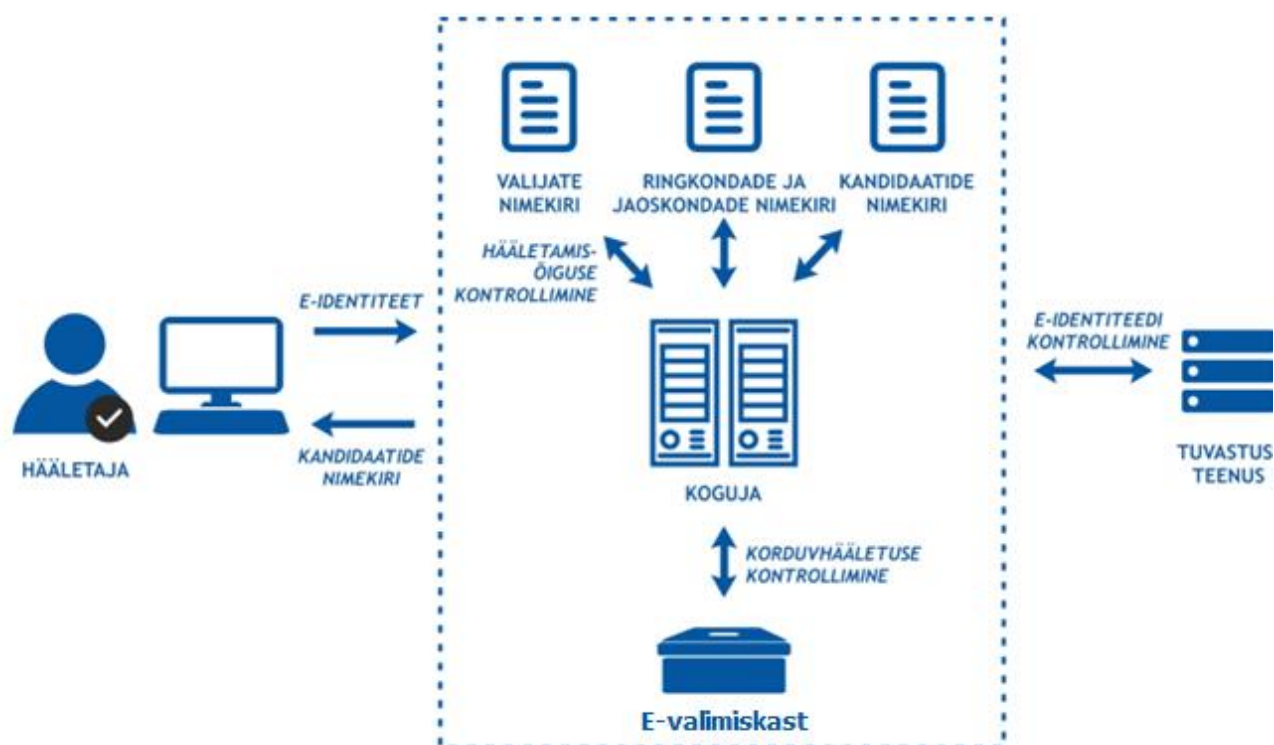 VALIJATE
NIMEKIRI
RINGKONDADE JA
JAOSKONDADE NIMEKIRI
KANDIDAATIDE
NIMEKIRI
HÄÄLETAMIS-
ÕIGUSE
KONTROLLIMINE
E-IDENTITEET
KANDIDAATIDE
NIMEKIRI
HÄÄLETAJA
KOGUJA
E-IDENTITEEDI
KONTROLLIMINE
TUVASTUS
TEENUS
KORDUVHÄÄLETUSE
KONTROLLIMINE
E-valimiskast